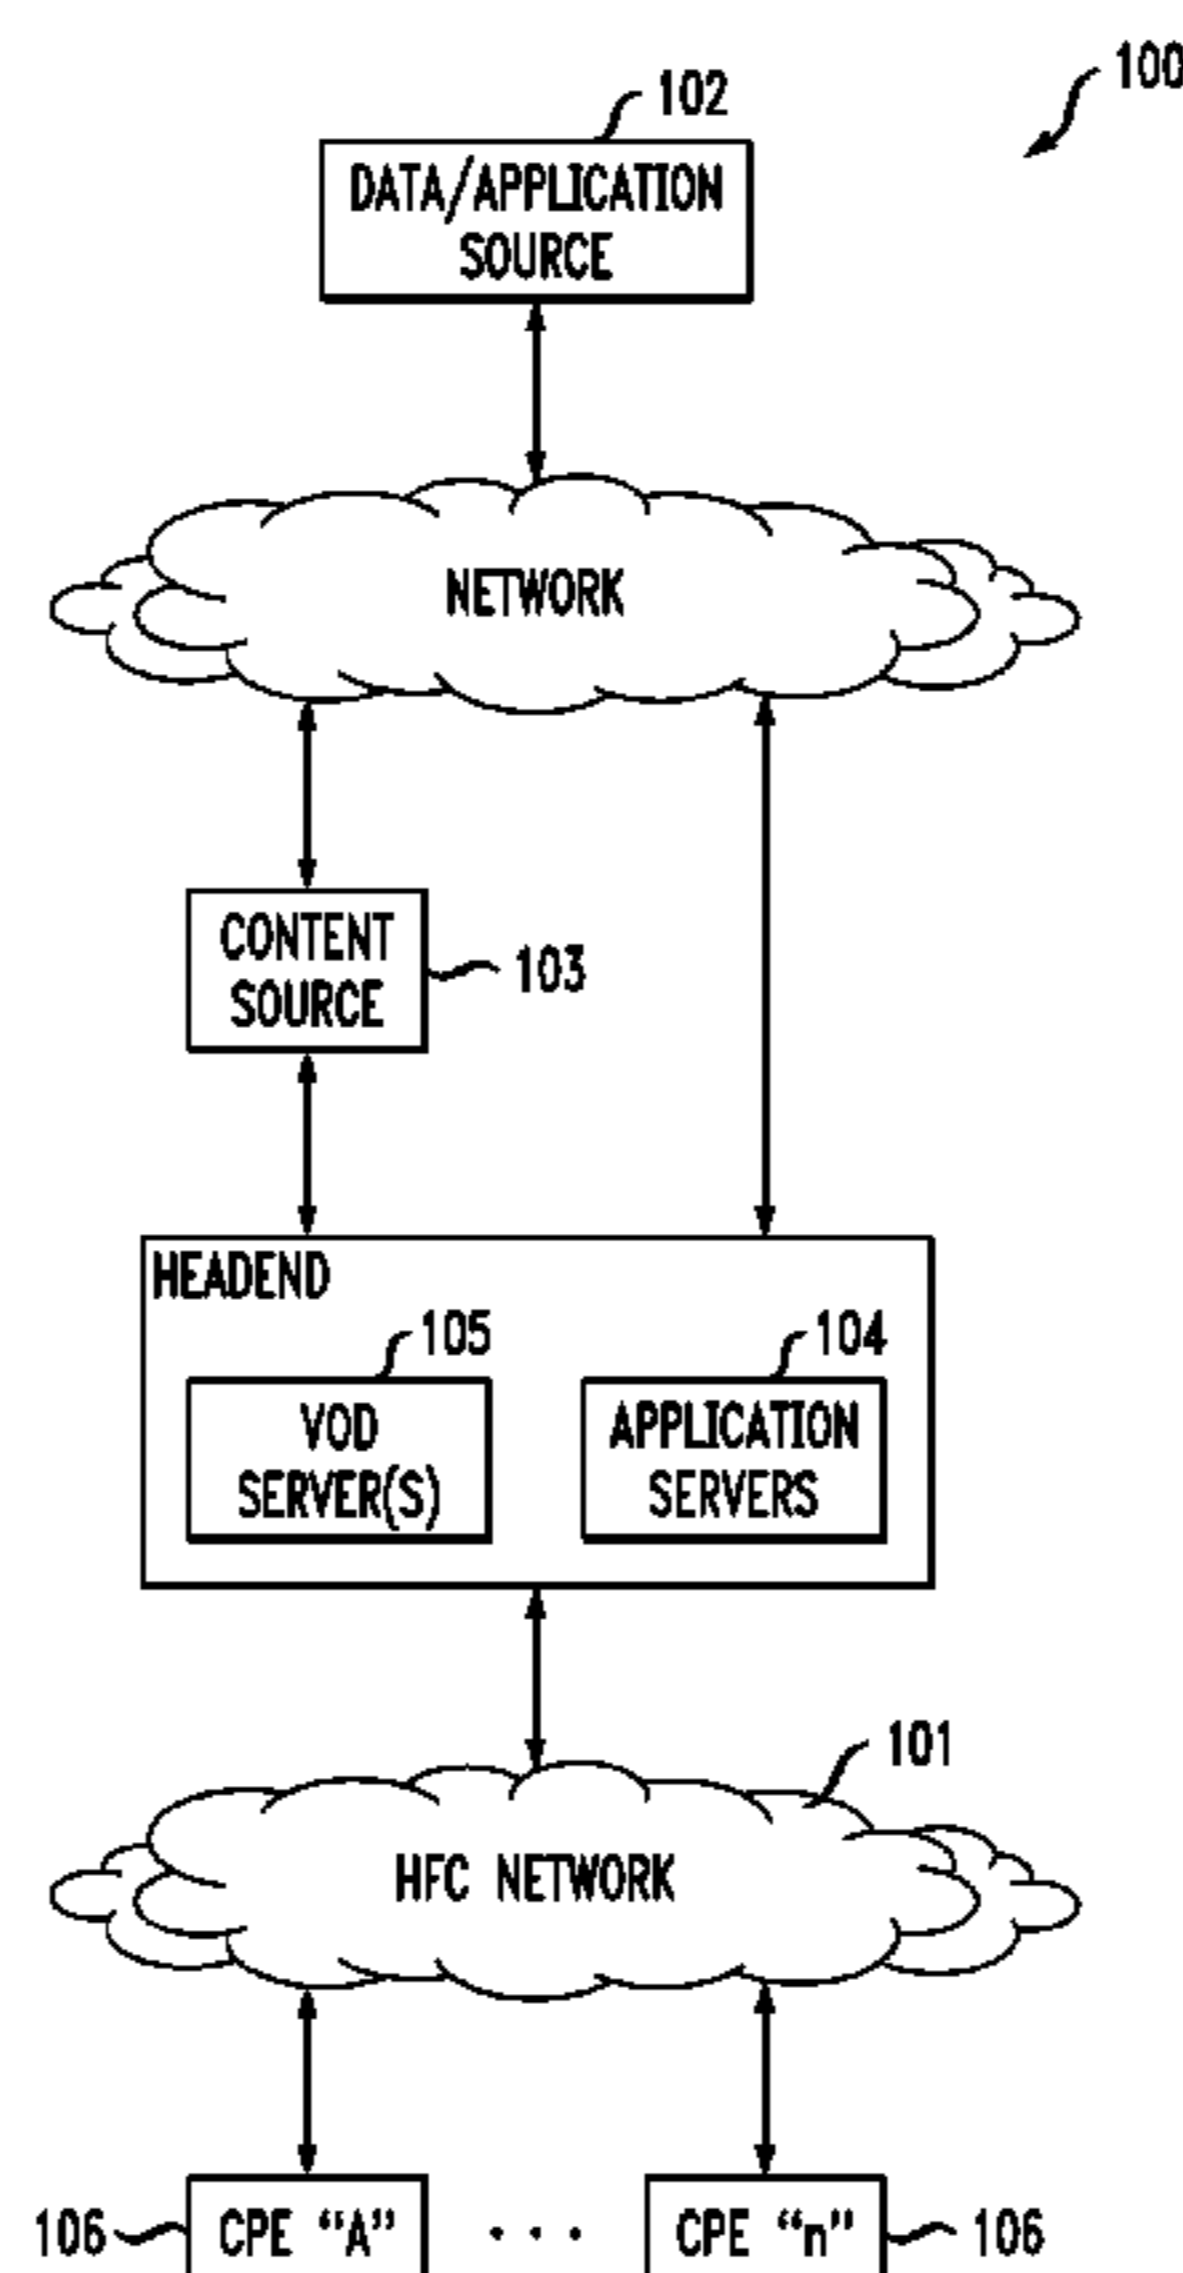 100
102
DATA/APPLICATION
SOURCE
NETWORK
CONTENT
SOURCE
103
HEADEND
105
104
VOD
SERVER(S)
APPLICATION
SERVERS
101
HFC NETWORK
106
CPE “A”
. . .
CPE “n”
106